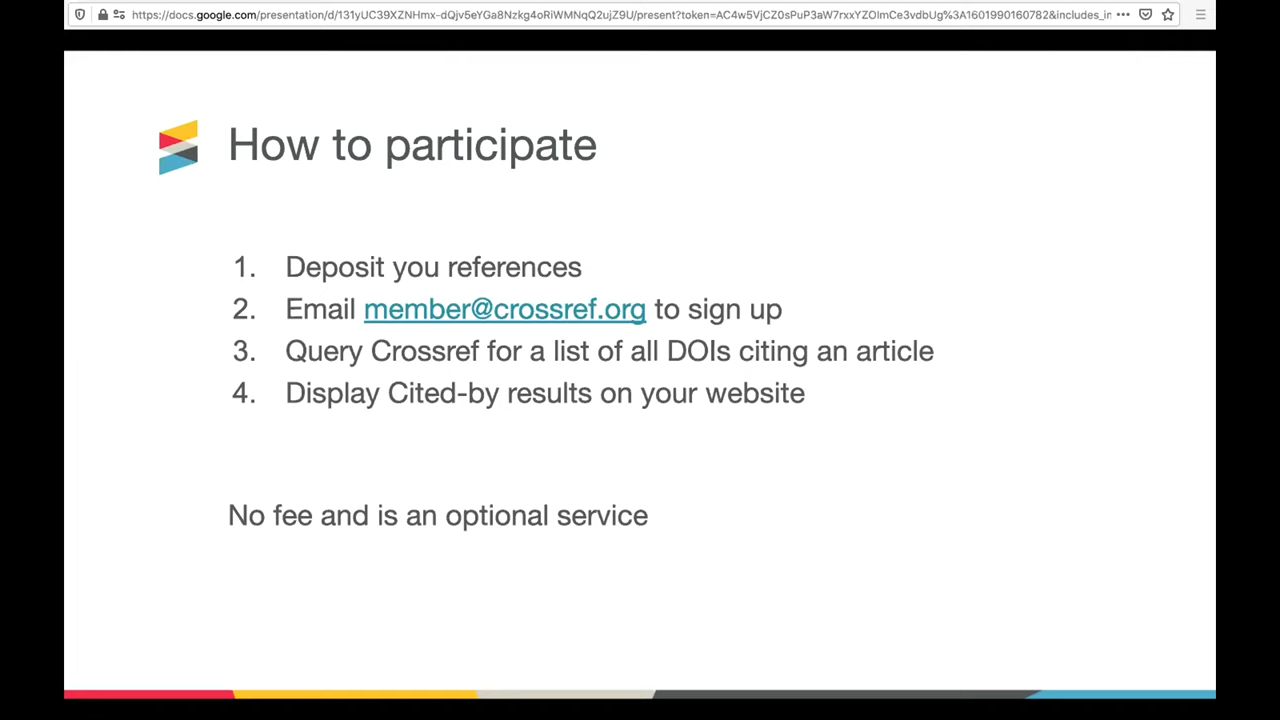 https://docs.google.com/presentation/d/131yUC39XZNHmx-dQjv5eYGa8Nzkg4oRiWMNqQ2ujZ9U/present?token=AC4w5VjCZ0sPuP3aW7rxxYZOlmCe3vdbUg%3A1601990160782&includes_in
How to participate
1. Deposit you references
2. Email member@crossref.org to sign up
3. Query Crossref for a list of all DOIs citing an article
4. Display Cited-by results on your website
No fee and is an optional service